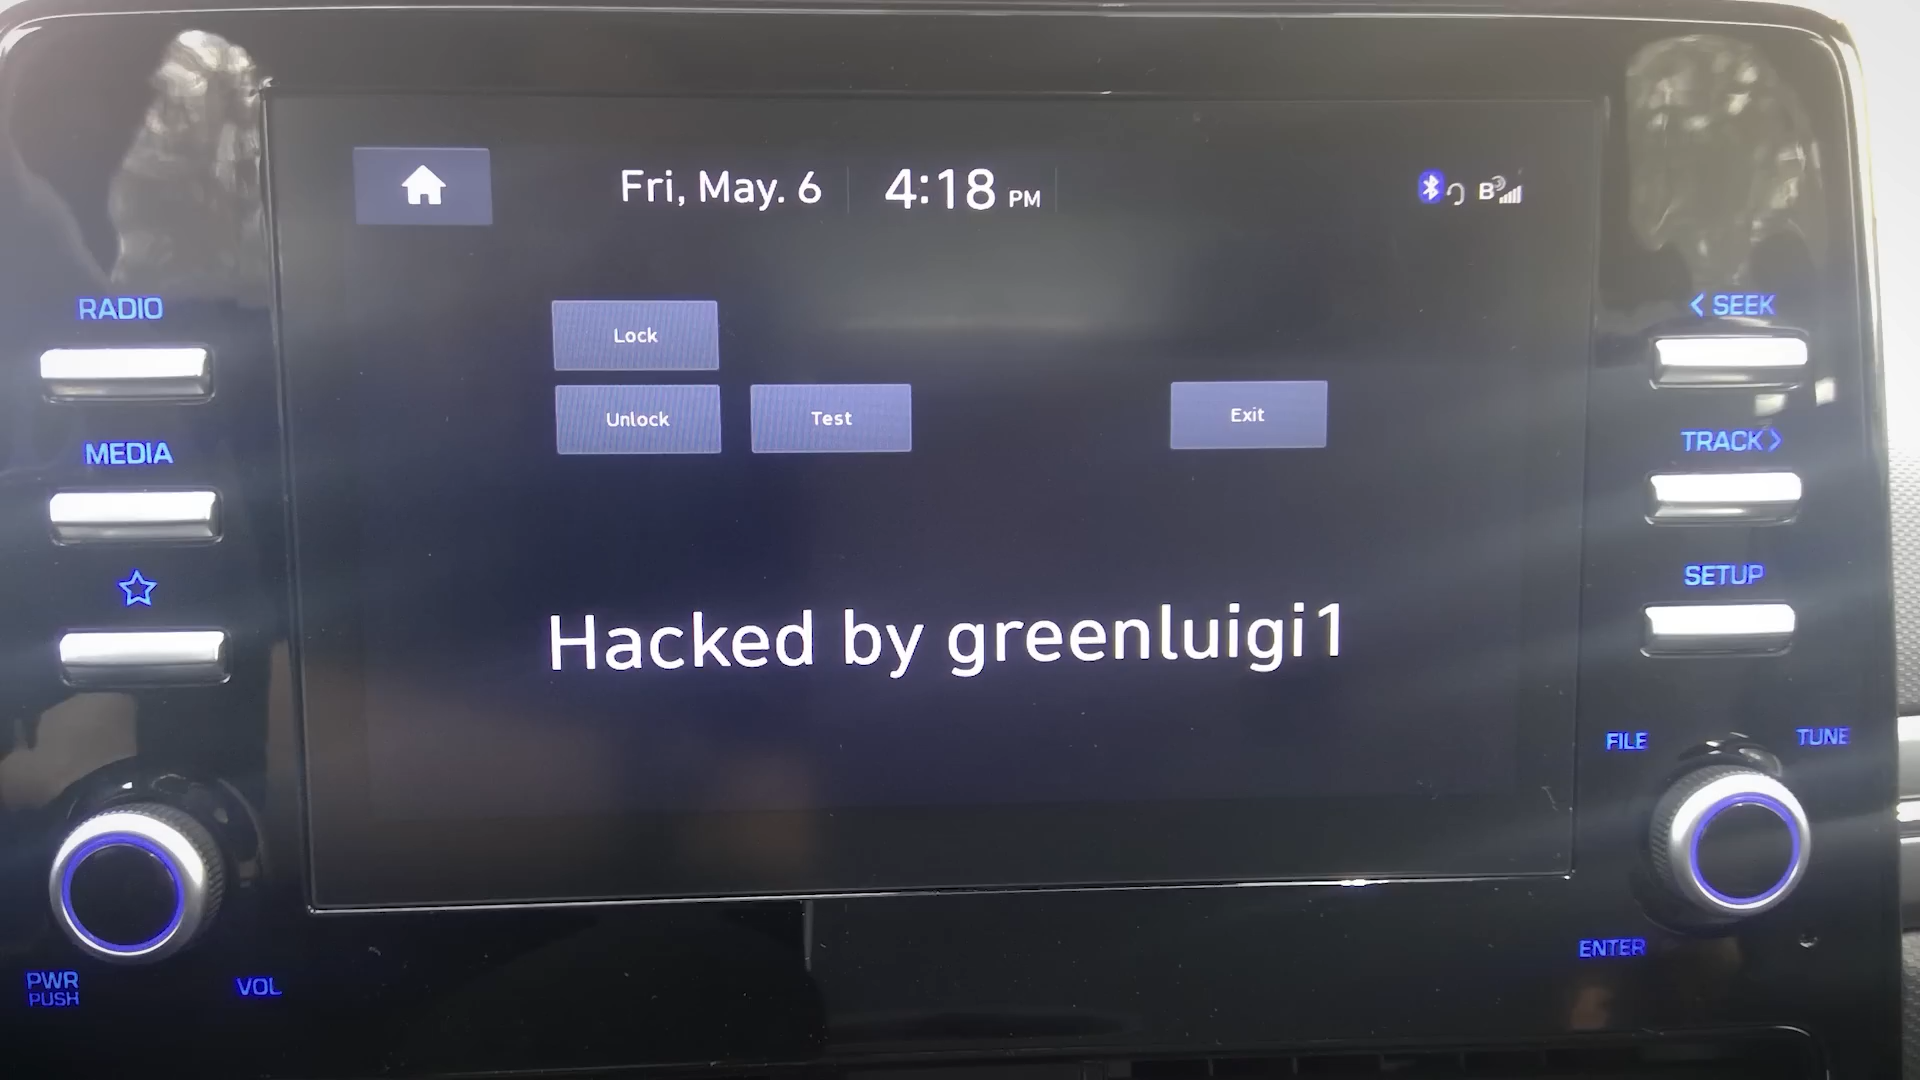 Fri, May. 6 4:18 PM
B
RADIO
MEDIA
Lock
Unlock Test Exit
< SEEK
TRACK >
SETUP
Hacked by greenluigi1
FILE TUNE
ENTER
PWR
PUSH
VOL